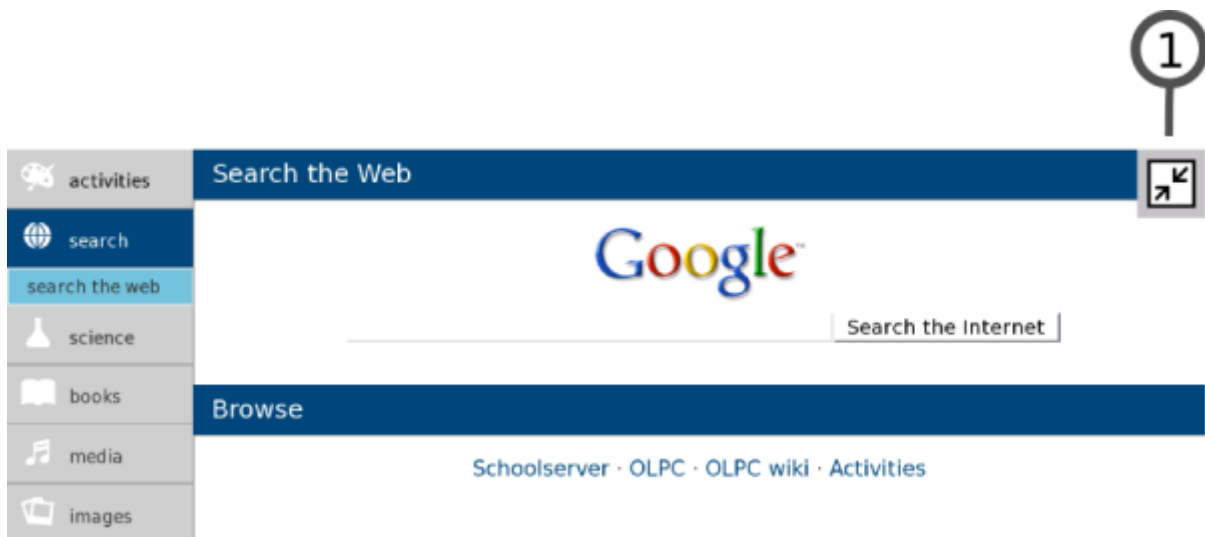 1
activities
Search the Web
search
Google™
search the web
Search the Internet
science
books
Browse
media
Schoolserver · OLPC · OLPC wiki · Activities
images